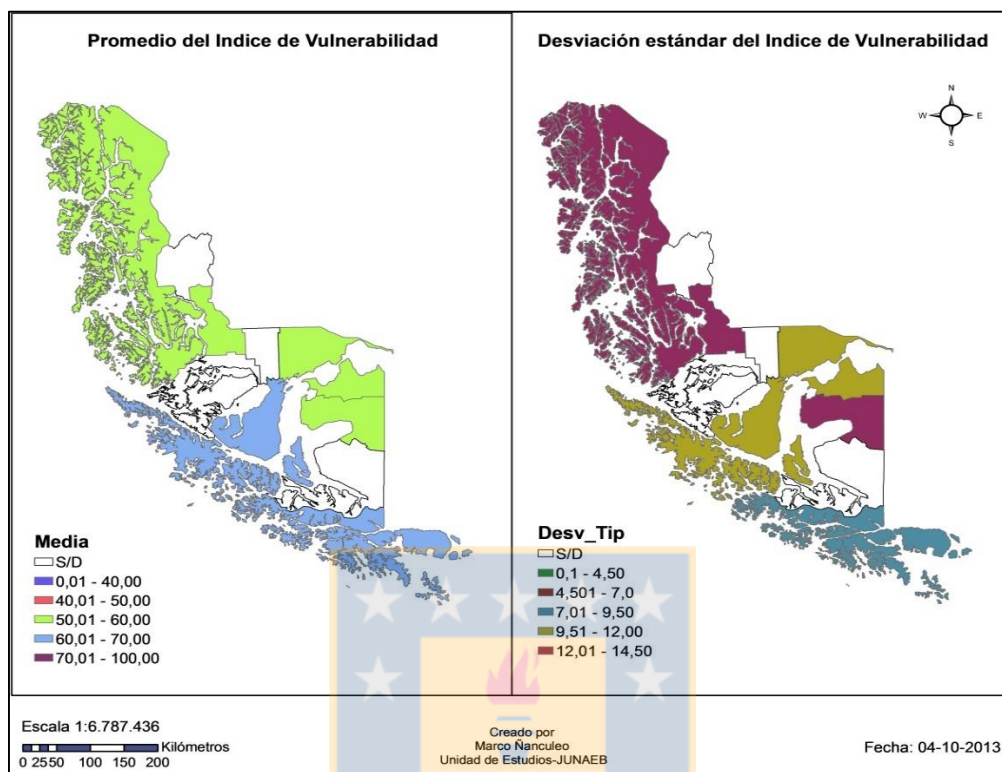 Promedio del Indice de Vulnerabilidad
Desviación estándar del Indice de Vulnerabilidad
N
W E
S
Media
S/D
0,01 - 40,00
40,01 - 50,00
50,01 - 60,00
60,01 - 70,00
70,01 - 100,00
Desv_Tip
S/D
0,1 - 4,50
4,501 - 7,0
7,01 - 9,50
9,51 - 12,00
12,01 - 14,50
Escala 1:6.787.436
Kilómetros
0 25 50 100 150 200
Creado por
Marco Ñanculeo
Unidad de Estudios-JUNAEB
Fecha: 04-10-2013